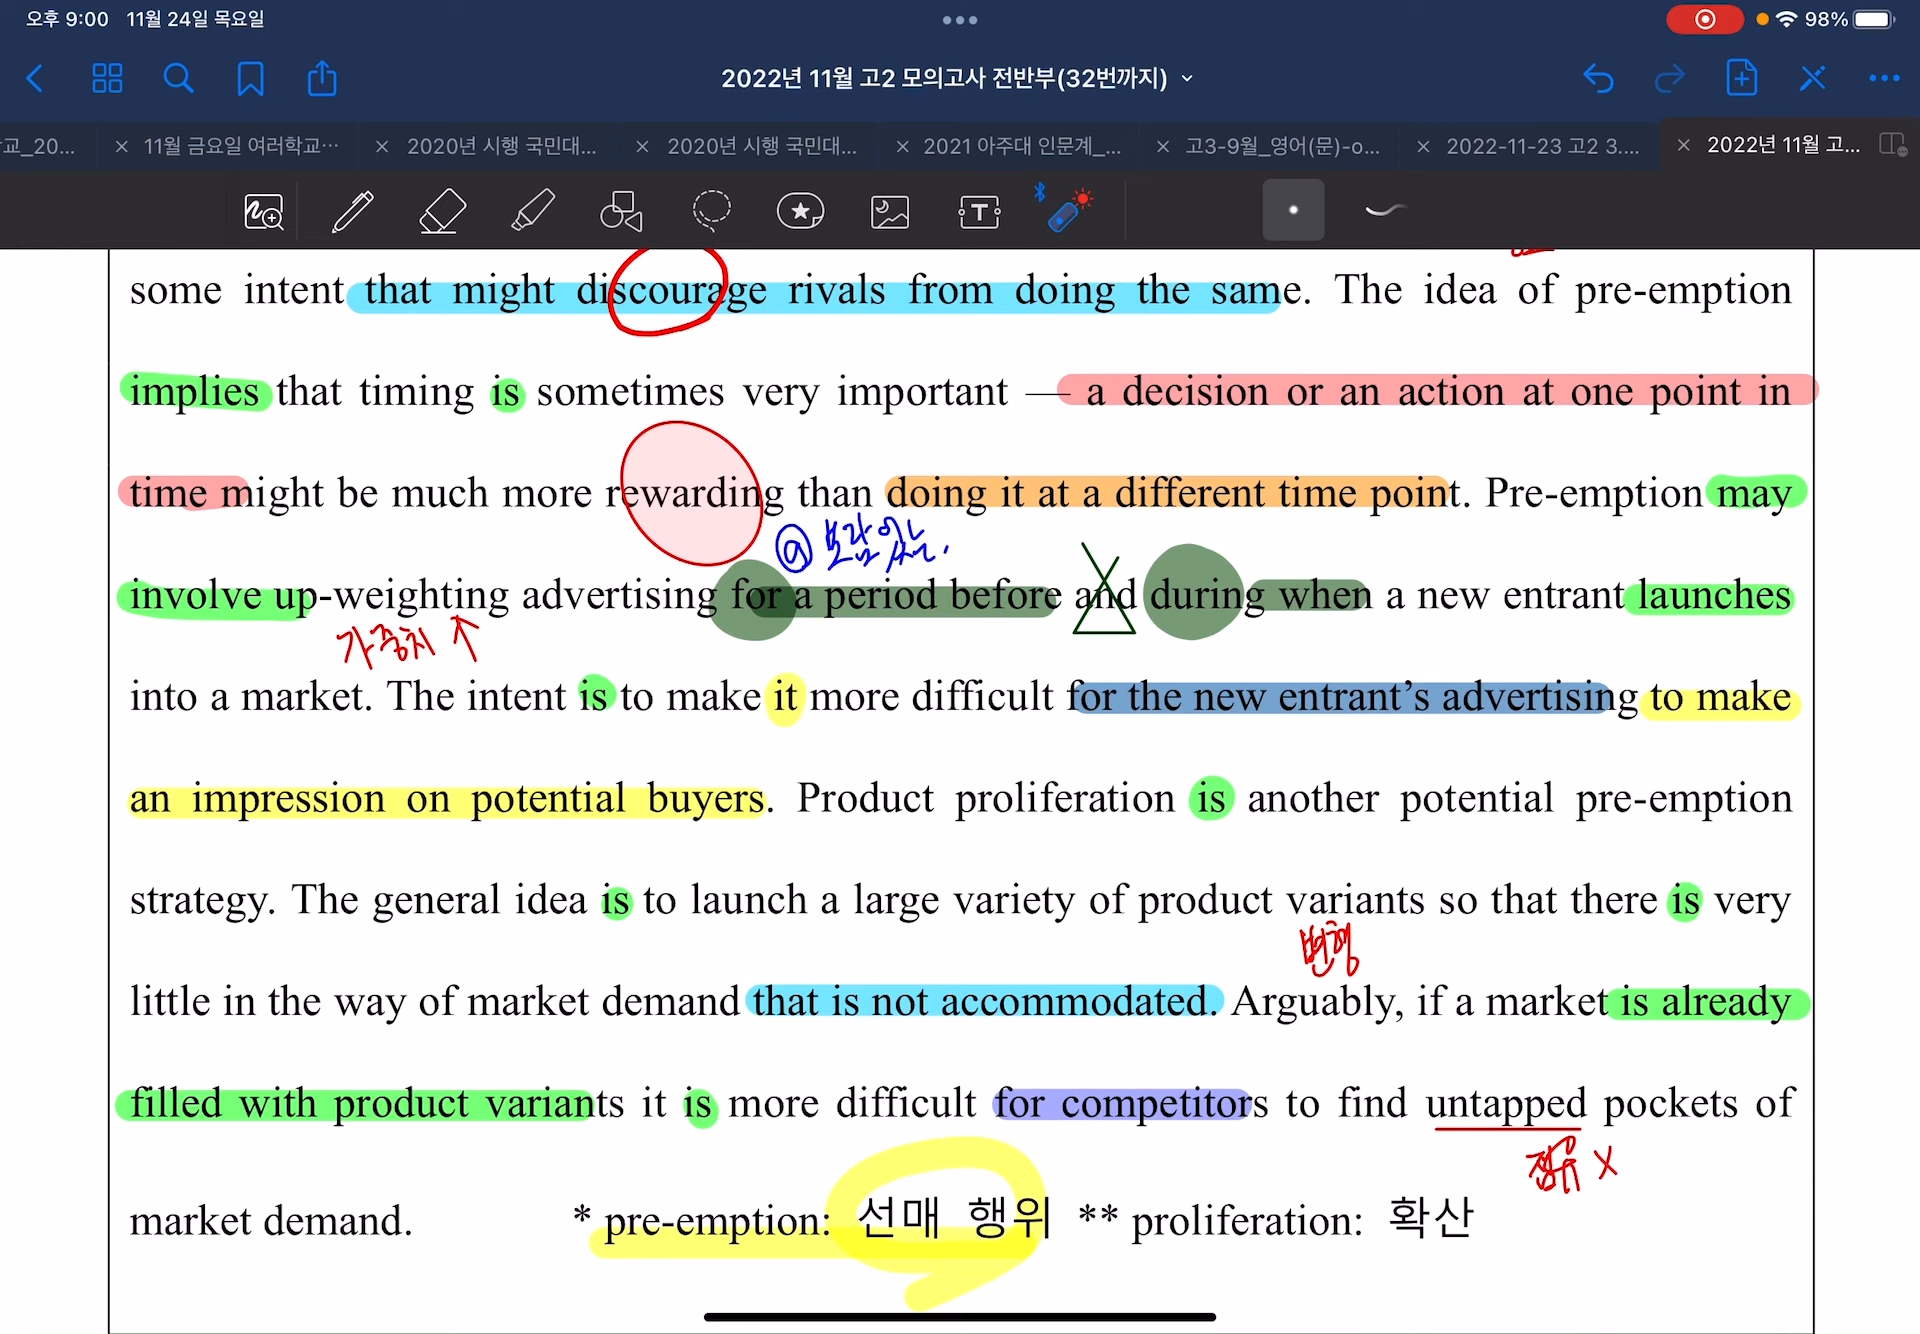 오후 9:00 11월 24일 목요일
98%
2022년 11월 고2 모의고사 전반부(32번까지)
교_20... × 11월 금요일 여러학교... × 2020년 시행 국민대... × 2020년 시행 국민대... × 2021 아주대 인문계_... × 고3-9월_영어(문)-o... × 2022-11-23 고2 3.... × 2022년 11월 고...
T
some intent that might discourage rivals from doing the same. The idea of pre-emption
implies that timing is sometimes very important — a decision or an action at one point in
time might be much more rewarding than doing it at a different time point. Pre-emption may
ⓐ 보람있는.
involve up-weighting advertising for a period before and during when a new entrant launches
가중치 ↑
into a market. The intent is to make it more difficult for the new entrant’s advertising to make
an impression on potential buyers. Product proliferation is another potential pre-emption
strategy. The general idea is to launch a large variety of product variants so that there is very
변형
little in the way of market demand that is not accommodated. Arguably, if a market is already
filled with product variants it is more difficult for competitors to find untapped pockets of
점유 X
market demand. * pre-emption: 선매 행위 ** proliferation: 확산